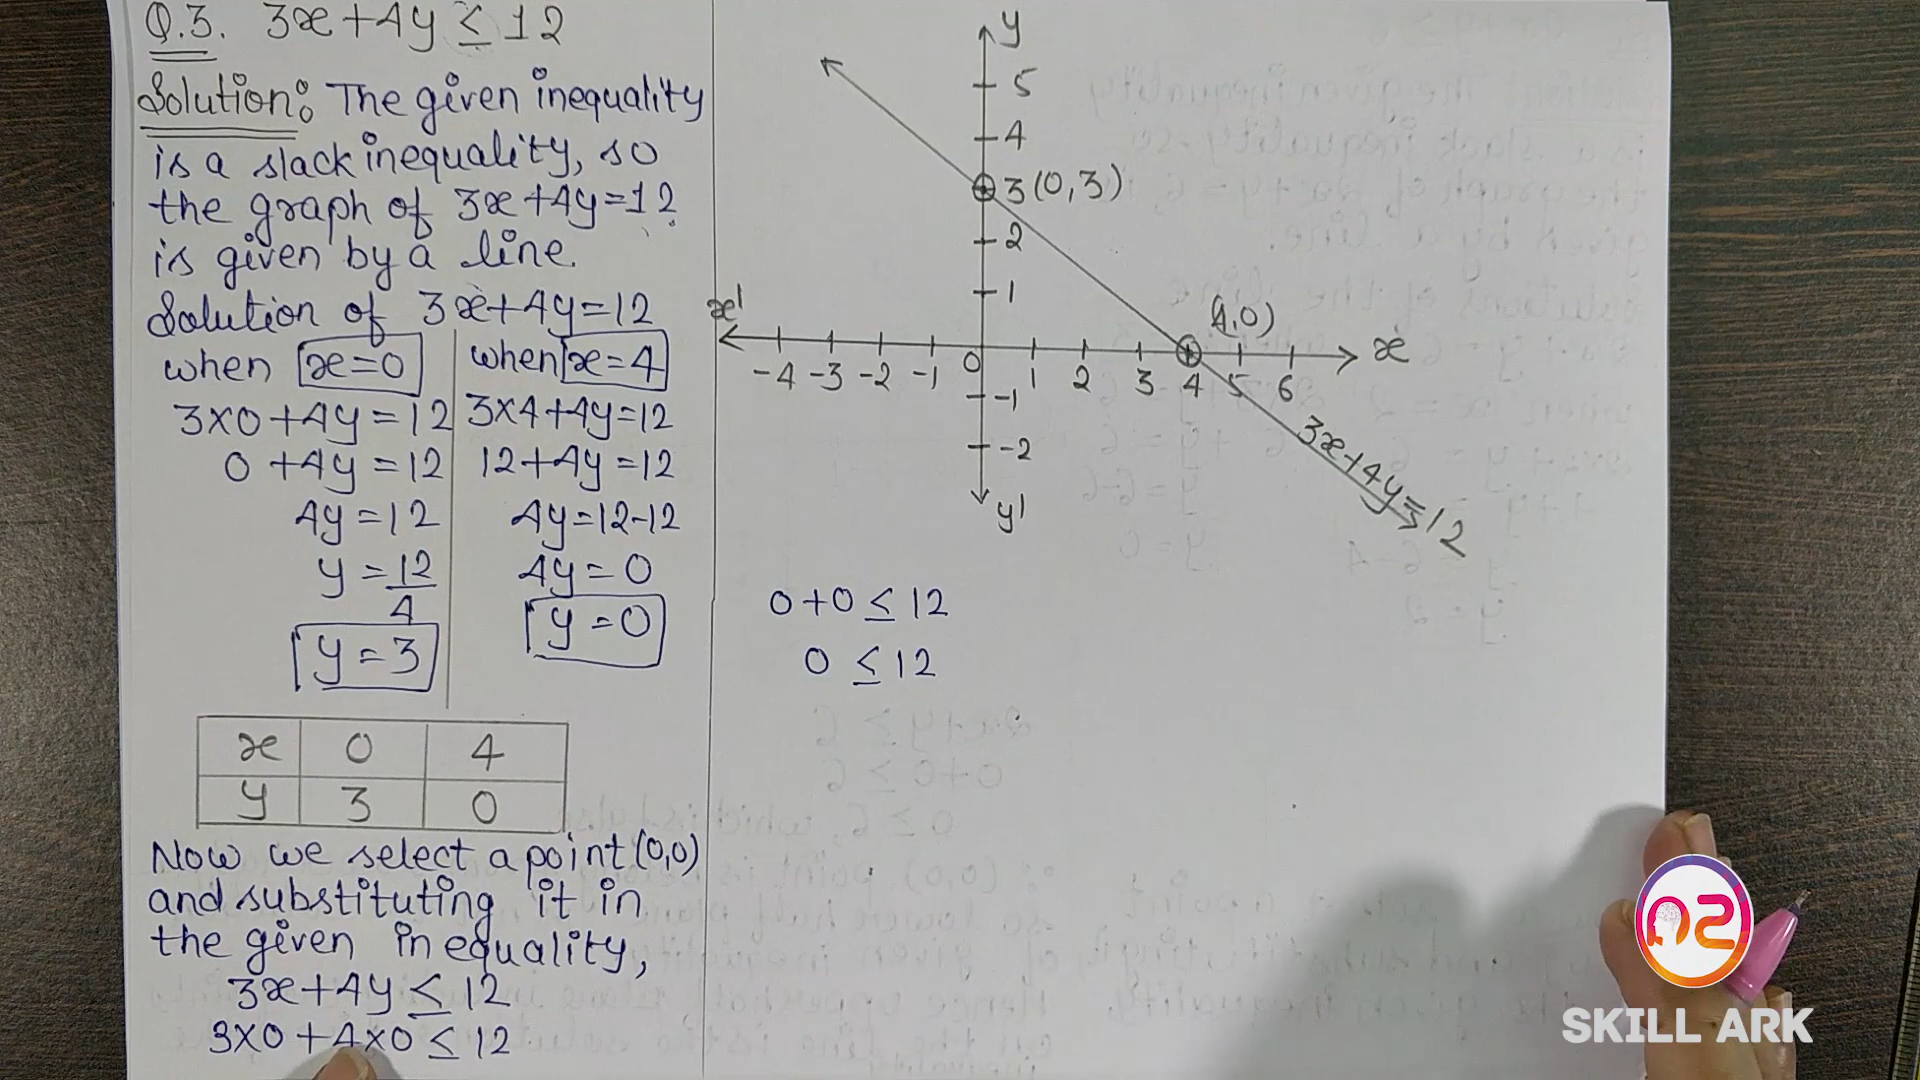 Q.3. 3x+4y ≤ 12
Solution: The given inequality
is a slack inequality, so
the graph of 3x+4y=12
is given by a line.
Solution of 3x+4y=12
when x=0
3×0+4y=12
0+4y=12
4y=12
y=12/4
y=3
when x=4
3×4+4y=12
12+4y=12
4y=12-12
4y=0
y=0
x 0 4
y 3 0
Now we select a point (0,0)
and substituting it in
the given inequality,
3x+4y ≤ 12
3×0+4×0 ≤ 12
y
5
4
3 (0,3)
2
1
(4,0)
x' x
-4 -3 -2 -1 0 1 2 3 4 5 6
-1
-2
y'
3x+4y=12
0+0 ≤ 12
0 ≤ 12
SKILL ARK